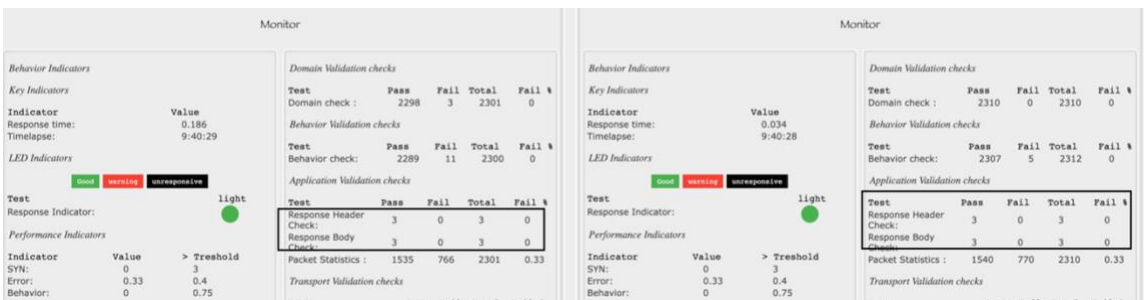 Monitor
Behavior Indicators
Key Indicators
Indicator Value
Response time: 0.186
Timelapse: 9:40:29
LED Indicators
Good warning unresponsive
Test light
Response Indicator:
Performance Indicators
Indicator Value > Treshold
SYN: 0 3
Error: 0.33 0.4
Behavior: 0 0.75
Domain Validation checks
Test Pass Fail Total Fail %
Domain check : 2298 3 2301 0
Behavior Validation checks
Test Pass Fail Total Fail %
Behavior check: 2289 11 2300 0
Application Validation checks
Test Pass Fail Total Fail %
Response Header
Check: 3 0 3 0
Response Body
Check: 3 0 3 0
Packet Statistics : 1535 766 2301 0.33
Transport Validation checks
Monitor
Behavior Indicators
Key Indicators
Indicator Value
Response time: 0.034
Timelapse: 9:40:28
LED Indicators
Good warning unresponsive
Test light
Response Indicator:
Performance Indicators
Indicator Value > Treshold
SYN: 0 3
Error: 0.33 0.4
Behavior: 0 0.75
Domain Validation checks
Test Pass Fail Total Fail %
Domain check : 2310 0 2310 0
Behavior Validation checks
Test Pass Fail Total Fail %
Behavior check: 2307 5 2312 0
Application Validation checks
Test Pass Fail Total Fail %
Response Header
Check: 3 0 3 0
Response Body
Check: 3 0 3 0
Packet Statistics : 1540 770 2310 0.33
Transport Validation checks